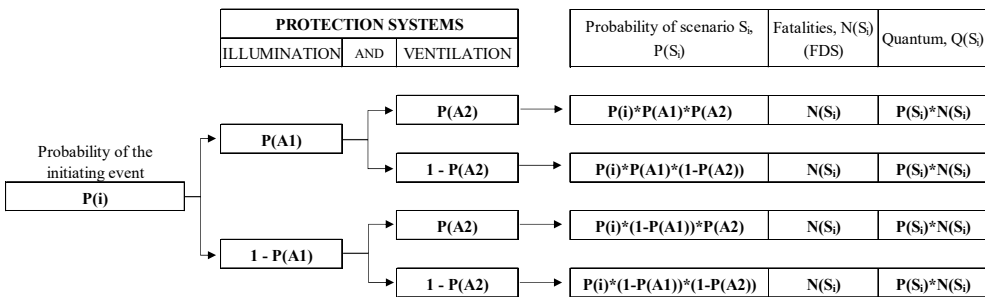 PROTECTION SYSTEMS
ILLUMINATION AND VENTILATION
Probability of scenario Sᵢ,
P(Sᵢ)
Fatalities, N(Sᵢ)
(FDS)
Quantum, Q(Sᵢ)
Probability of the
initiating event
P(i)
P(A1)
1 - P(A1)
P(A2) P(i)*P(A1)*P(A2) N(Sᵢ) P(Sᵢ)*N(Sᵢ)
1 - P(A2) P(i)*P(A1)*(1-P(A2)) N(Sᵢ) P(Sᵢ)*N(Sᵢ)
P(A2) P(i)*(1-P(A1))*P(A2) N(Sᵢ) P(Sᵢ)*N(Sᵢ)
1 - P(A2) P(i)*(1-P(A1))*(1-P(A2)) N(Sᵢ) P(Sᵢ)*N(Sᵢ)